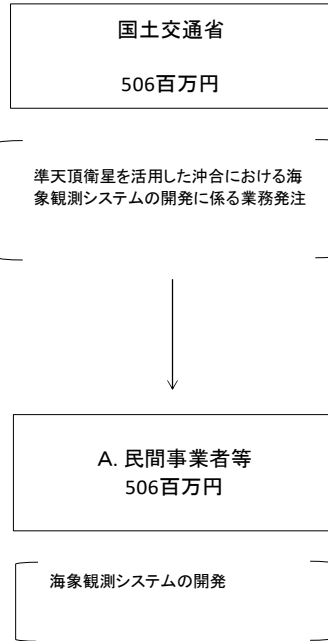 国土交通省
506百万円
準天頂衛星を活用した沖合における海
象観測システムの開発に係る業務発注
A. 民間事業者等
506百万円
海象観測システムの開発